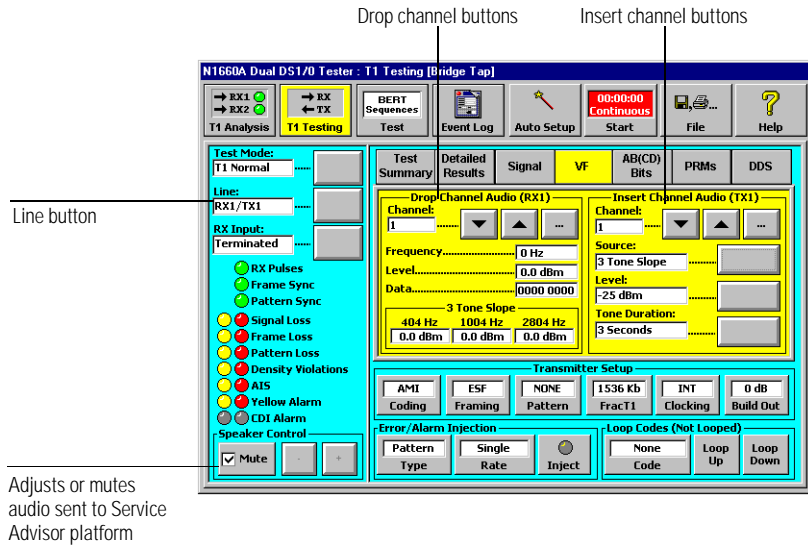 Drop channel buttons Insert channel buttons
N1660A Dual DS1/0 Tester : T1 Testing [Bridge Tap]
RX1
RX2
T1 Analysis
RX
TX
T1 Testing
BERT
Sequences
Test
Event Log
Auto Setup
00:00:00
Continuous
Start
File
Help
Test Mode:
T1 Normal
Line:
RX1/TX1
RX Input:
Terminated
RX Pulses
Frame Sync
Pattern Sync
Signal Loss
Frame Loss
Pattern Loss
Density Violations
AIS
Yellow Alarm
CDI Alarm
Speaker Control
Mute
-
+
Line button
Adjusts or mutes
audio sent to Service
Advisor platform
Test
Summary
Detailed
Results
Signal
VF
AB(CD)
Bits
PRMs
DDS
Drop Channel Audio (RX1)
Channel:
1
...
Frequency 0 Hz
Level 0.0 dBm
Data 0000 0000
3 Tone Slope
404 Hz 1004 Hz 2804 Hz
0.0 dBm 0.0 dBm 0.0 dBm
Insert Channel Audio (TX1)
Channel:
1
...
Source:
3 Tone Slope
Level:
-25 dBm
Tone Duration:
3 Seconds
Transmitter Setup
AMI ESF NONE 1536 Kb INT 0 dB
Coding Framing Pattern FracT1 Clocking Build Out
Error/Alarm Injection
Pattern Single
Type Rate Inject
Loop Codes (Not Looped)
None
Code
Loop
Up
Loop
Down